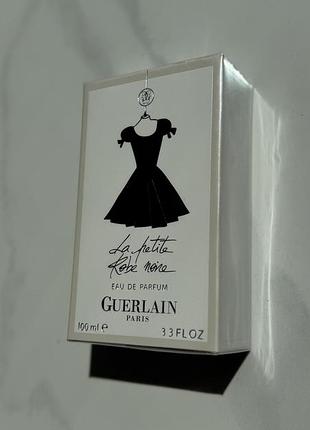 La petite
Robe noire
EAU DE PARFUM
GUERLAIN
PARIS
100 ml e 3.3 FL.OZ